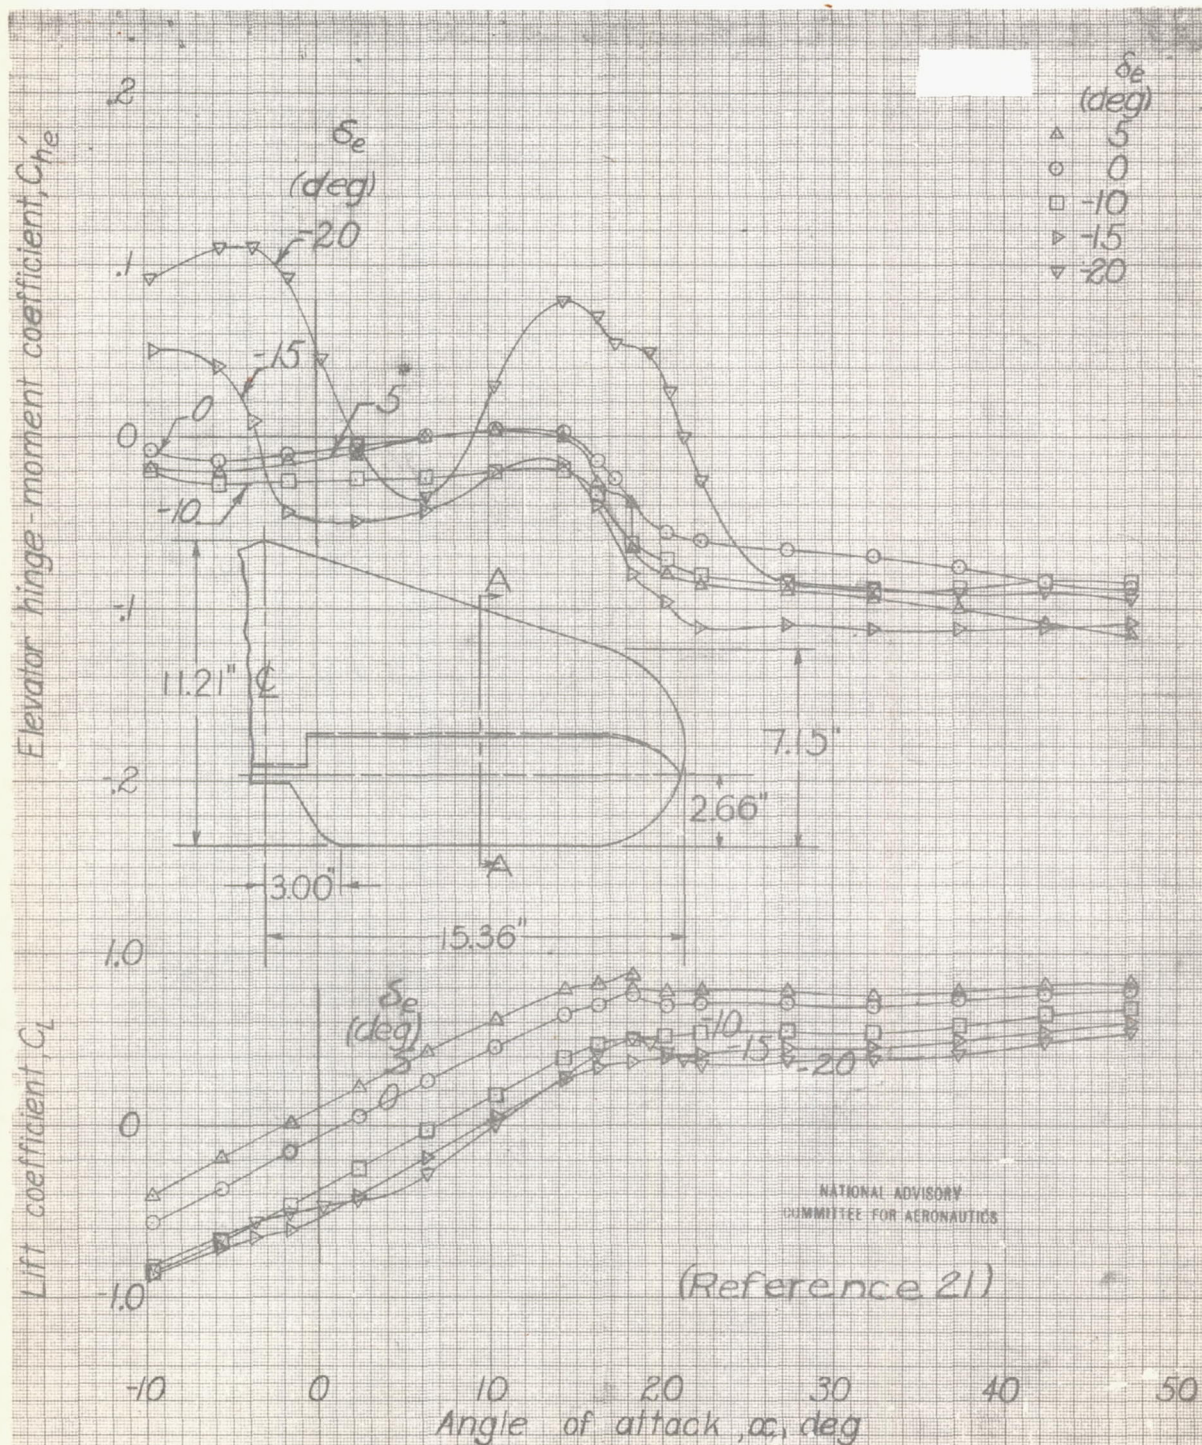 δe
(deg)
5
0
-10
-15
-20
Elevator hinge-moment coefficient, C'he
.2
.1
0
-.1
-.2
δe
(deg)
-20
-15
0
5
-10
A
A
11.21" ℄
7.15"
2.66"
3.00"
15.36"
Lift coefficient, CL
1.0
0
-1.0
δe
(deg)
5
0
-10
-15
-20
NATIONAL ADVISORY
COMMITTEE FOR AERONAUTICS
(Reference 21)
-10 0 10 20 30 40 50
Angle of attack, α, deg